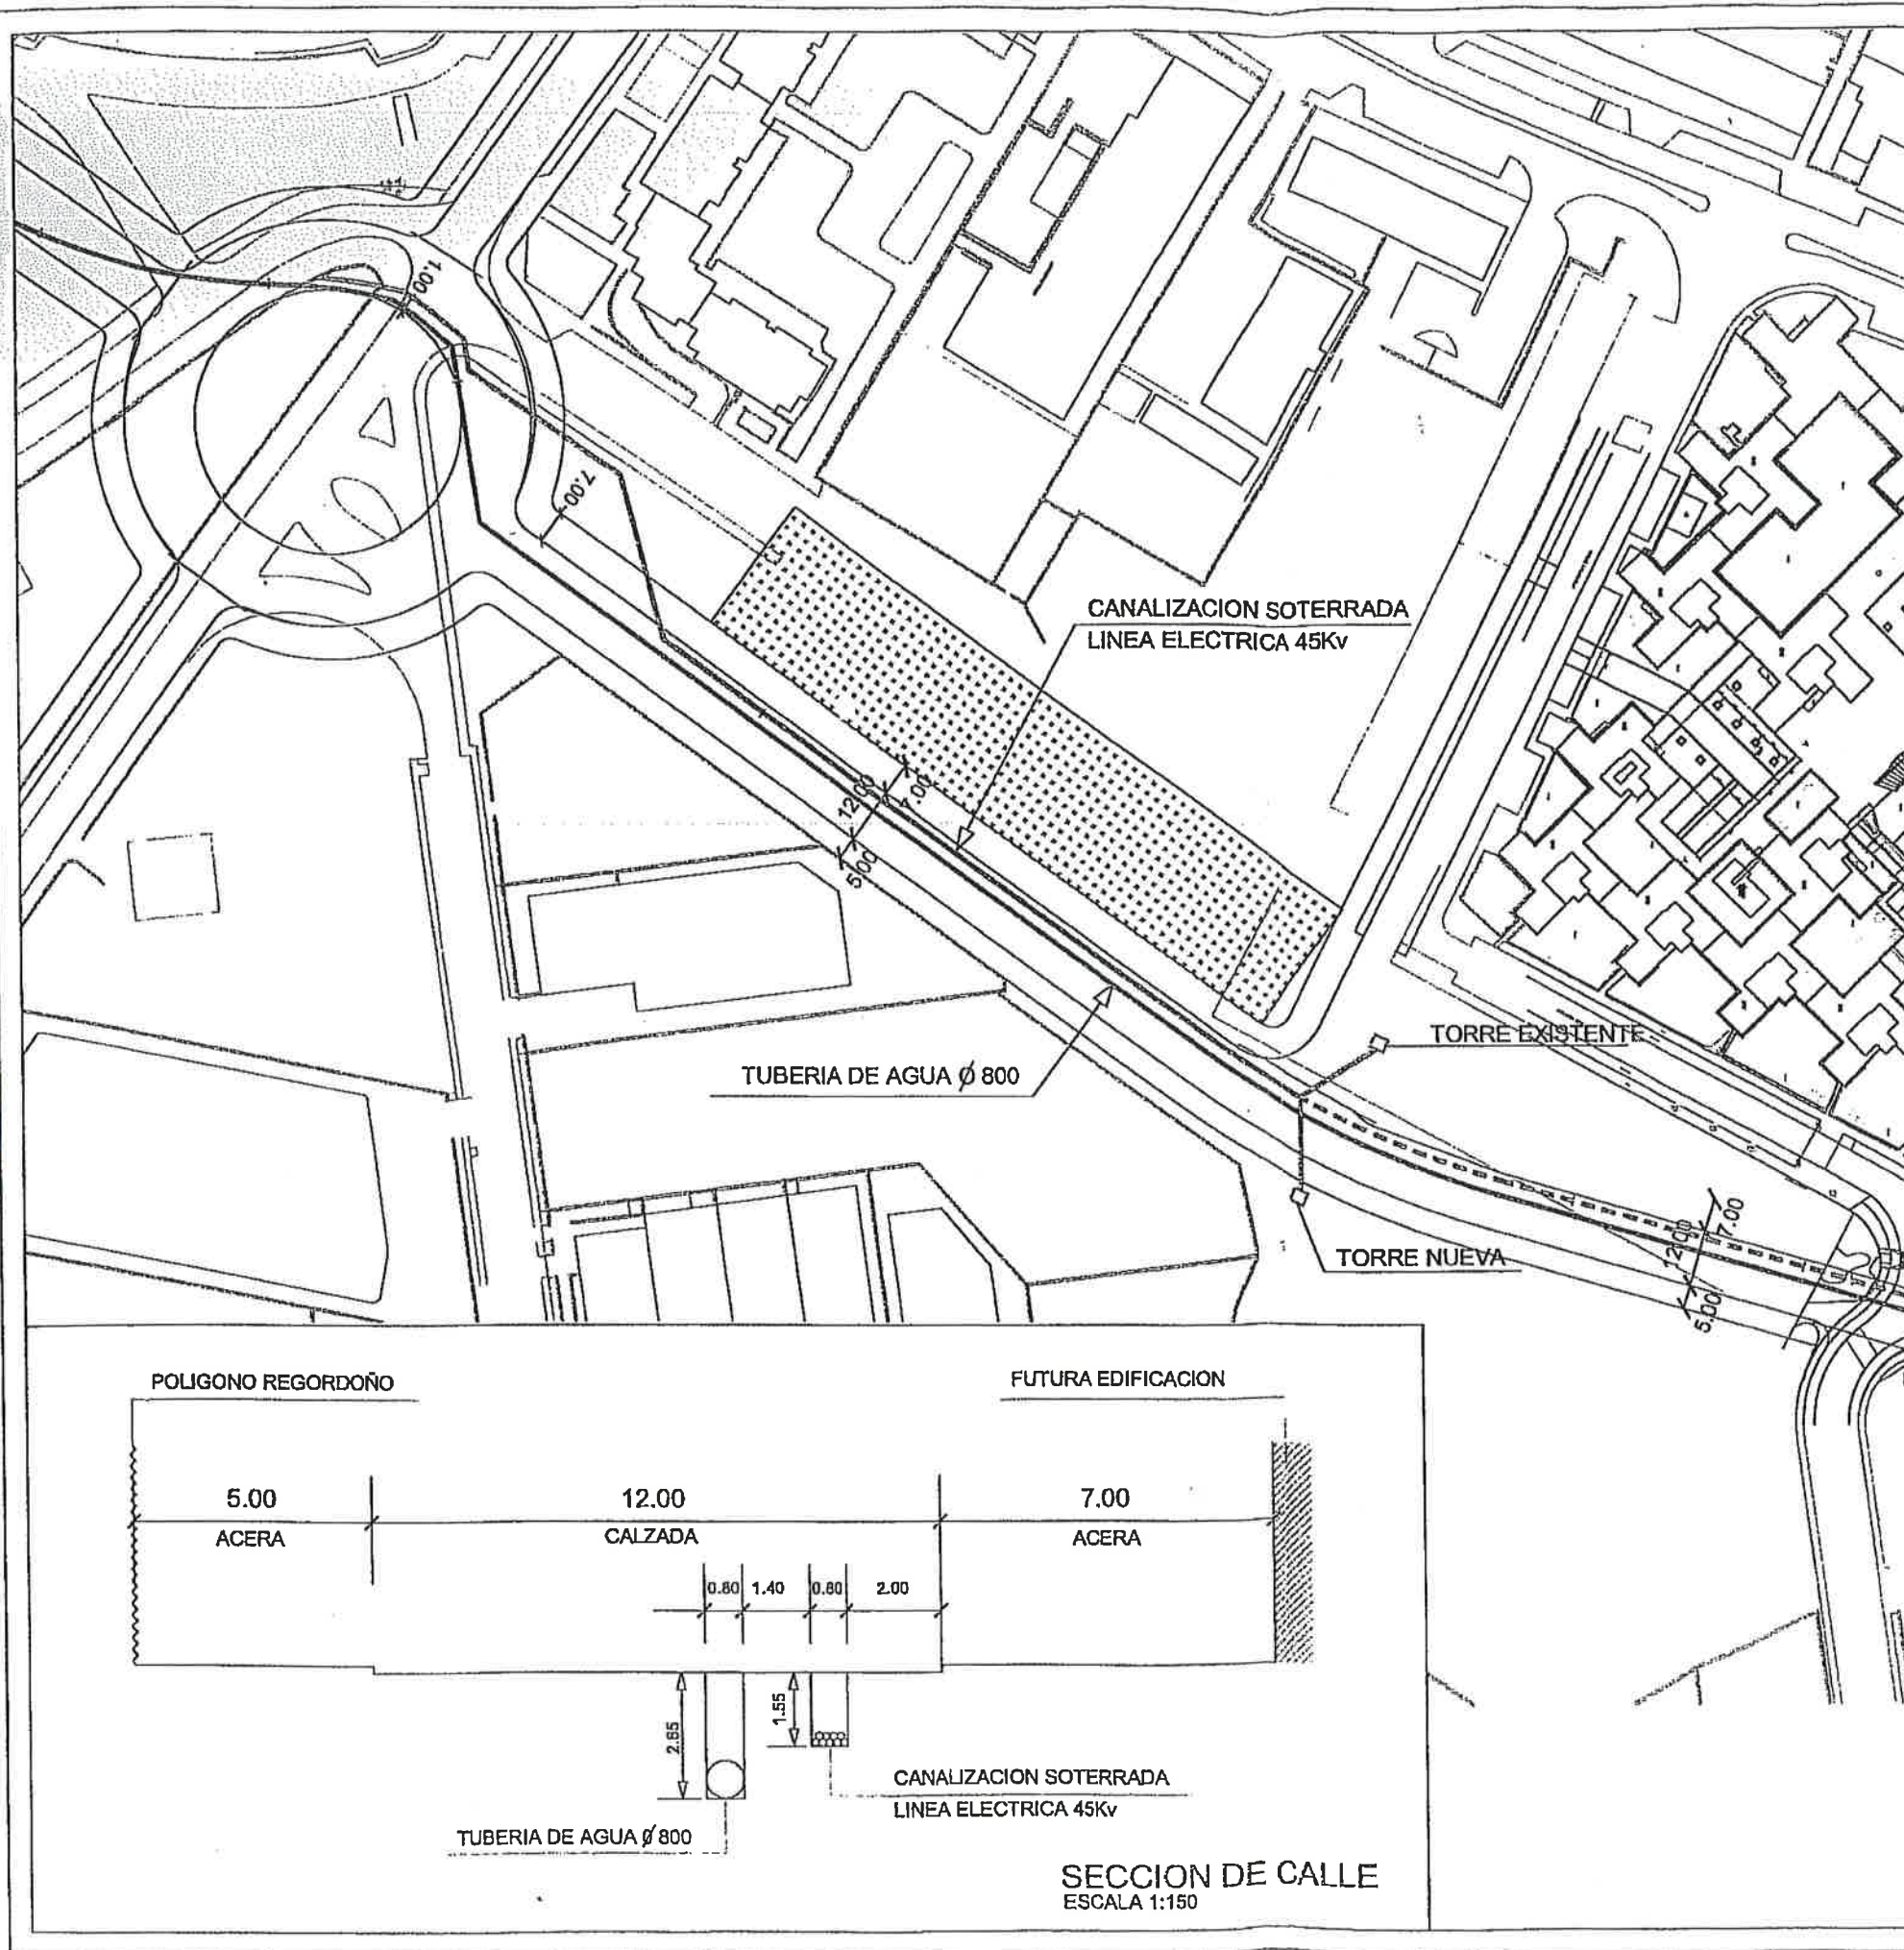 1.00
7.00
CANALIZACION SOTERRADA
LINEA ELECTRICA 45Kv
12.00
7.00
5.00
TORRE EXISTENTE
TUBERIA DE AGUA Ø 800
TORRE NUEVA
12.00
7.00
5.00
POLIGONO REGORDOÑO
FUTURA EDIFICACION
5.00
12.00
7.00
ACERA
CALZADA
ACERA
0.80
1.40
0.80
2.00
2.65
1.55
CANALIZACION SOTERRADA
LINEA ELECTRICA 45Kv
TUBERIA DE AGUA Ø 800
SECCION DE CALLE
ESCALA 1:150